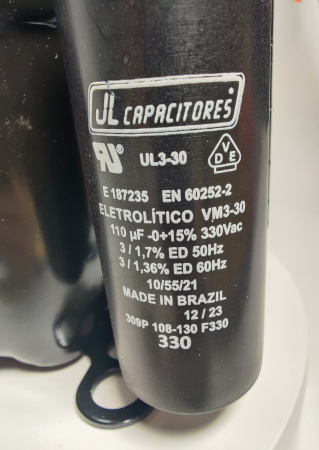 JL CAPACITORES®
RU® UL3-30 VDE
E 187235 EN 60252-2
ELETROLÍTICO VM3-30
110 µF -0+15% 330Vac
3 / 1,7% ED 50Hz
3 / 1,36% ED 60Hz
10/55/21
MADE IN BRAZIL
12 / 23
309P 108-130 F330
330